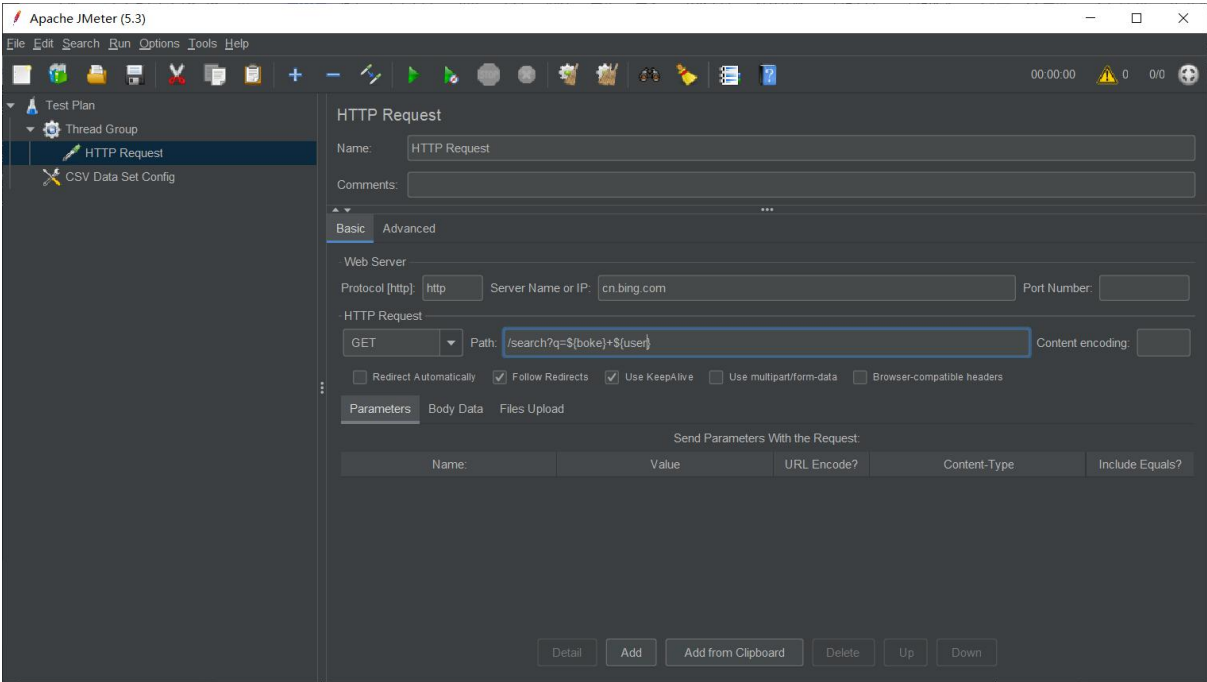 Apache JMeter (5.3)
File Edit Search Run Options Tools Help
00:00:00 0 0/0
Test Plan
Thread Group
HTTP Request
CSV Data Set Config
HTTP Request
Name: HTTP Request
Comments:
Basic Advanced
Web Server
Protocol [http]: http Server Name or IP: cn.bing.com Port Number:
HTTP Request
GET Path: /search?q=${boke}+${user} Content encoding:
Redirect Automatically Follow Redirects Use KeepAlive Use multipart/form-data Browser-compatible headers
Parameters Body Data Files Upload
Send Parameters With the Request:
Name: Value URL Encode? Content-Type Include Equals?
Detail Add Add from Clipboard Delete Up Down